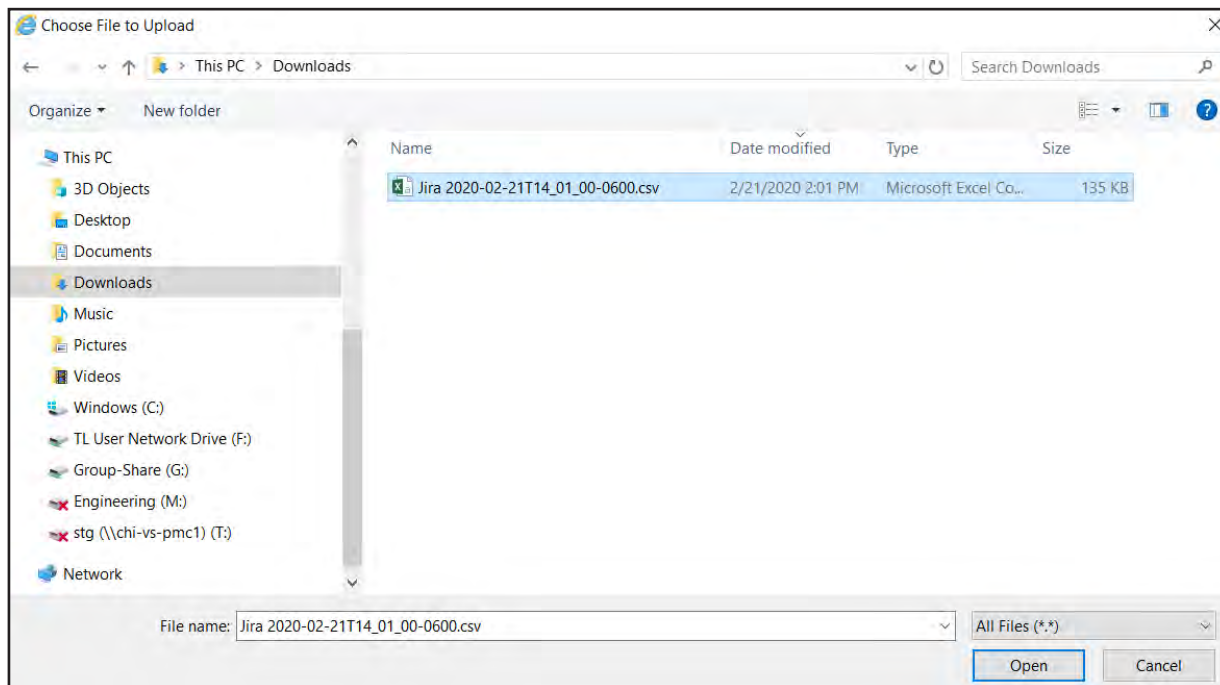 Choose File to Upload
This PC > Downloads
Search Downloads
Organize
New folder
Name Date modified Type Size
Jira 2020-02-21T14_01_00-0600.csv 2/21/2020 2:01 PM Microsoft Excel Co... 135 KB
This PC
3D Objects
Desktop
Documents
Downloads
Music
Pictures
Videos
Windows (C:)
TL User Network Drive (F:)
Group-Share (G:)
Engineering (M:)
stg (\\chi-vs-pmc1) (T:)
Network
File name: Jira 2020-02-21T14_01_00-0600.csv
All Files (*.*)
Open Cancel